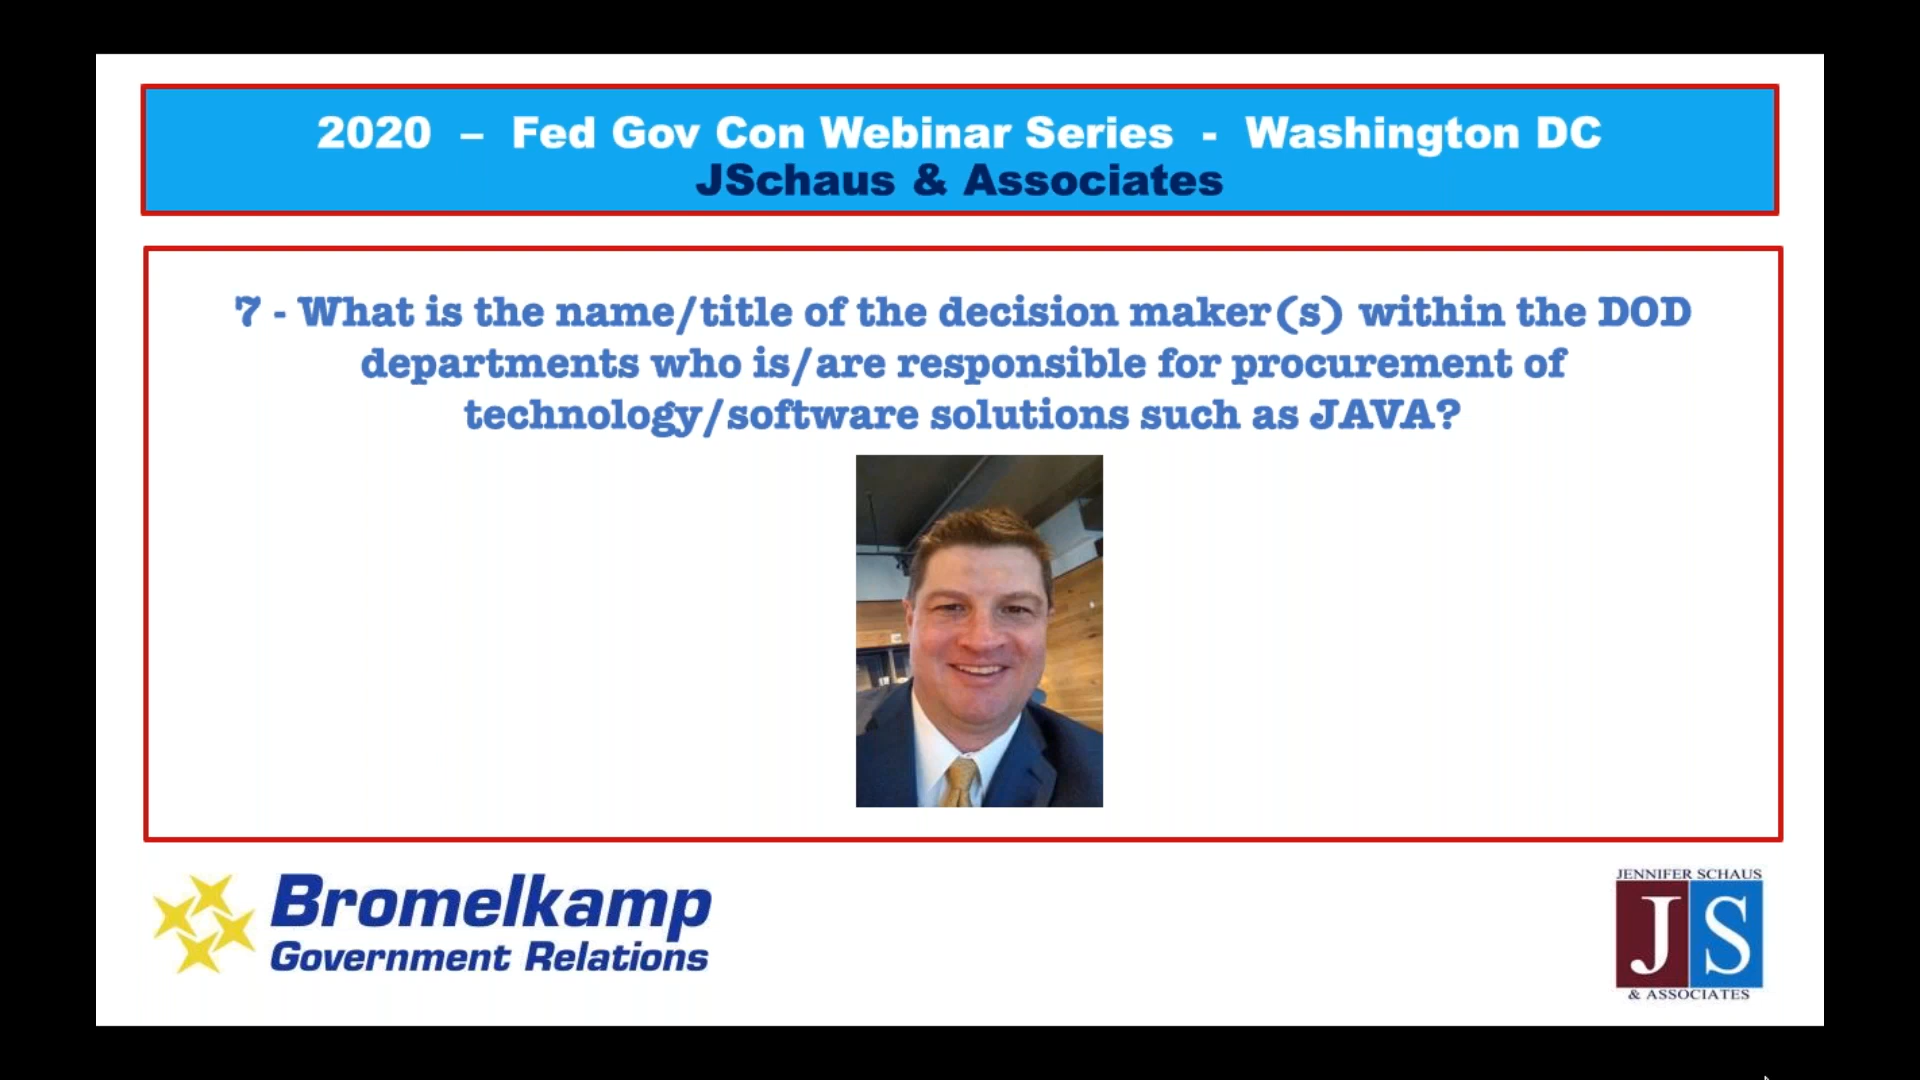 2020 – Fed Gov Con Webinar Series - Washington DC
JSchaus & Associates
7 - What is the name/title of the decision maker(s) within the DOD
departments who is/are responsible for procurement of
technology/software solutions such as JAVA?
Bromelkamp
Government Relations
JENNIFER SCHAUS
JS
& ASSOCIATES